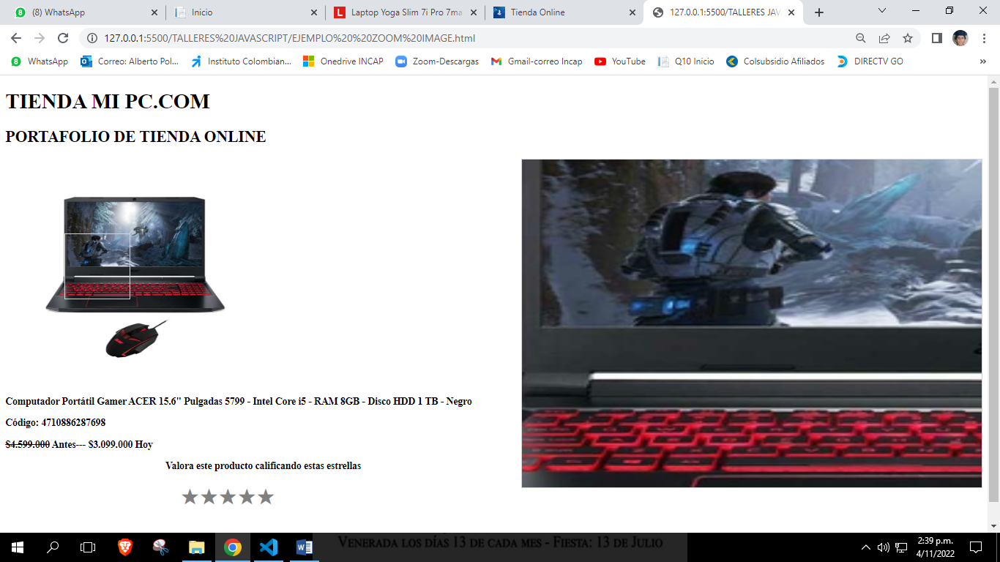 (8) WhatsApp
Inicio
Laptop Yoga Slim 7i Pro 7ma
Tienda Online
127.0.0.1:5500/TALLERES JAV
127.0.0.1:5500/TALLERES%20JAVASCRIPT/EJEMPLO%20%20ZOOM%20IMAGE.html
WhatsApp
Correo: Alberto Pol...
Instituto Colombian...
Onedrive INCAP
Zoom-Descargas
Gmail-correo Incap
YouTube
Q10 Inicio
Colsubsidio Afiliados
DIRECTV GO
»
TIENDA MI PC.COM
PORTAFOLIO DE TIENDA ONLINE
Computador Portátil Gamer ACER 15.6" Pulgadas 5799 - Intel Core i5 - RAM 8GB - Disco HDD 1 TB - Negro
Código: 4710886287698
$4.599.000 Antes--- $3.099.000 Hoy
Valora este producto calificando estas estrellas
★★★★★
Venerada los días 13 de cada mes - Fiesta: 13 de Julio
2:39 p.m.
4/11/2022